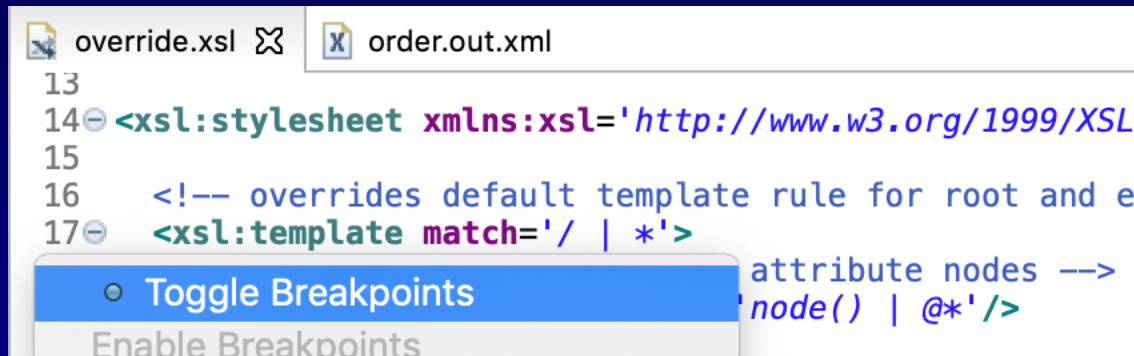 override.xsl order.out.xml
13
14 <xsl:stylesheet xmlns:xsl='http://www.w3.org/1999/XSL
15
16 <!-- overrides default template rule for root and e
17 <xsl:template match='/ | *'>
attribute nodes -->
Toggle Breakpoints
'node() | @*'/>
Enable Breakpoints